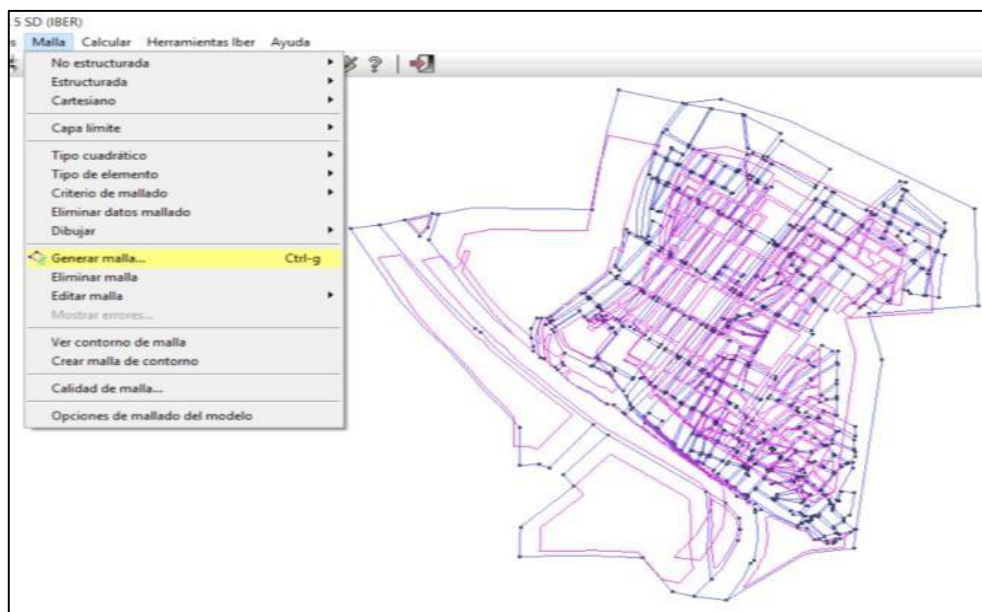 5 SD (IBER)
s Malla Calcular Herramientas Iber Ayuda
No estructurada
Estructurada
Cartesiano
Capa límite
Tipo cuadrático
Tipo de elemento
Criterio de mallado
Eliminar datos mallado
Dibujar
Generar malla... Ctrl-g
Eliminar malla
Editar malla
Mostrar errores...
Ver contorno de malla
Crear malla de contorno
Calidad de malla...
Opciones de mallado del modelo